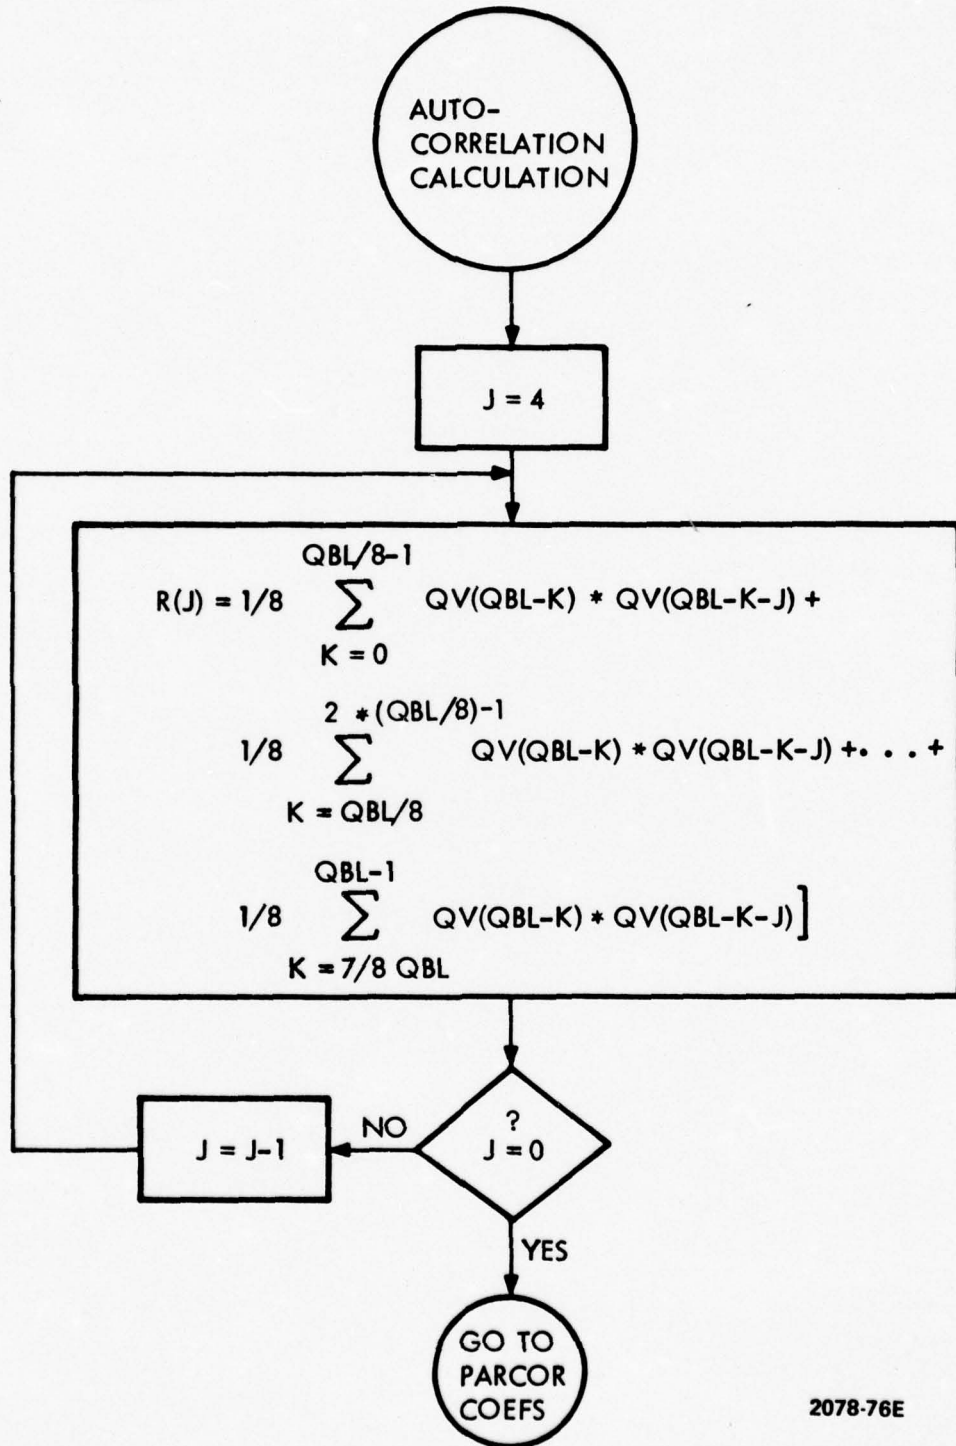 AUTO-
CORRELATION
CALCULATION
J = 4
QBL/8-1
R(J) = 1/8 ∑ QV(QBL-K) * QV(QBL-K-J) +
K = 0
2 *(QBL/8)-1
1/8 ∑ QV(QBL-K) * QV(QBL-K-J) +. . . +
K = QBL/8
QBL-1
1/8 ∑ QV(QBL-K) * QV(QBL-K-J)]
K = 7/8 QBL
?
J = 0
NO
J = J-1
YES
GO TO
PARCOR
COEFS
2078-76E